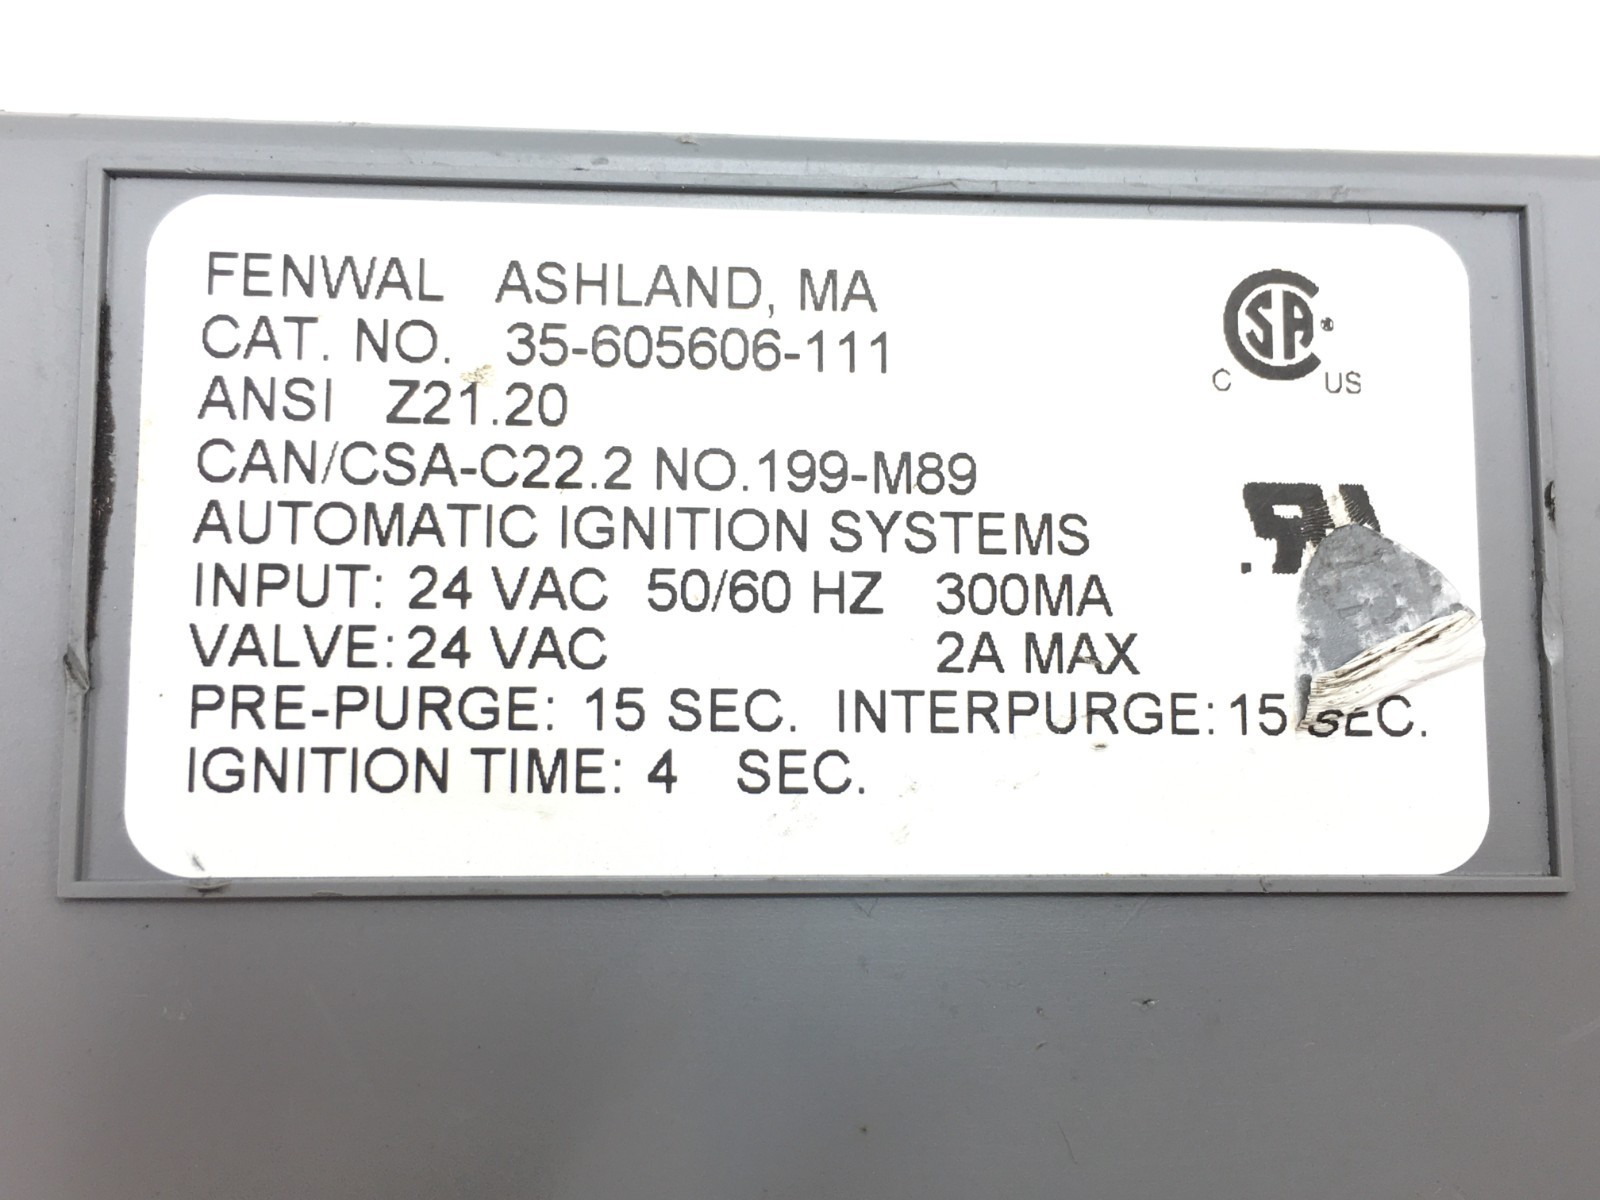 FENWAL ASHLAND, MA
CAT. NO. 35-605606-111
ANSI Z21.20
CAN/CSA-C22.2 NO.199-M89
AUTOMATIC IGNITION SYSTEMS
INPUT: 24 VAC 50/60 HZ 300MA
VALVE: 24 VAC 2A MAX
PRE-PURGE: 15 SEC. INTERPURGE: 15 SEC.
IGNITION TIME: 4 SEC.
CSA®
C US